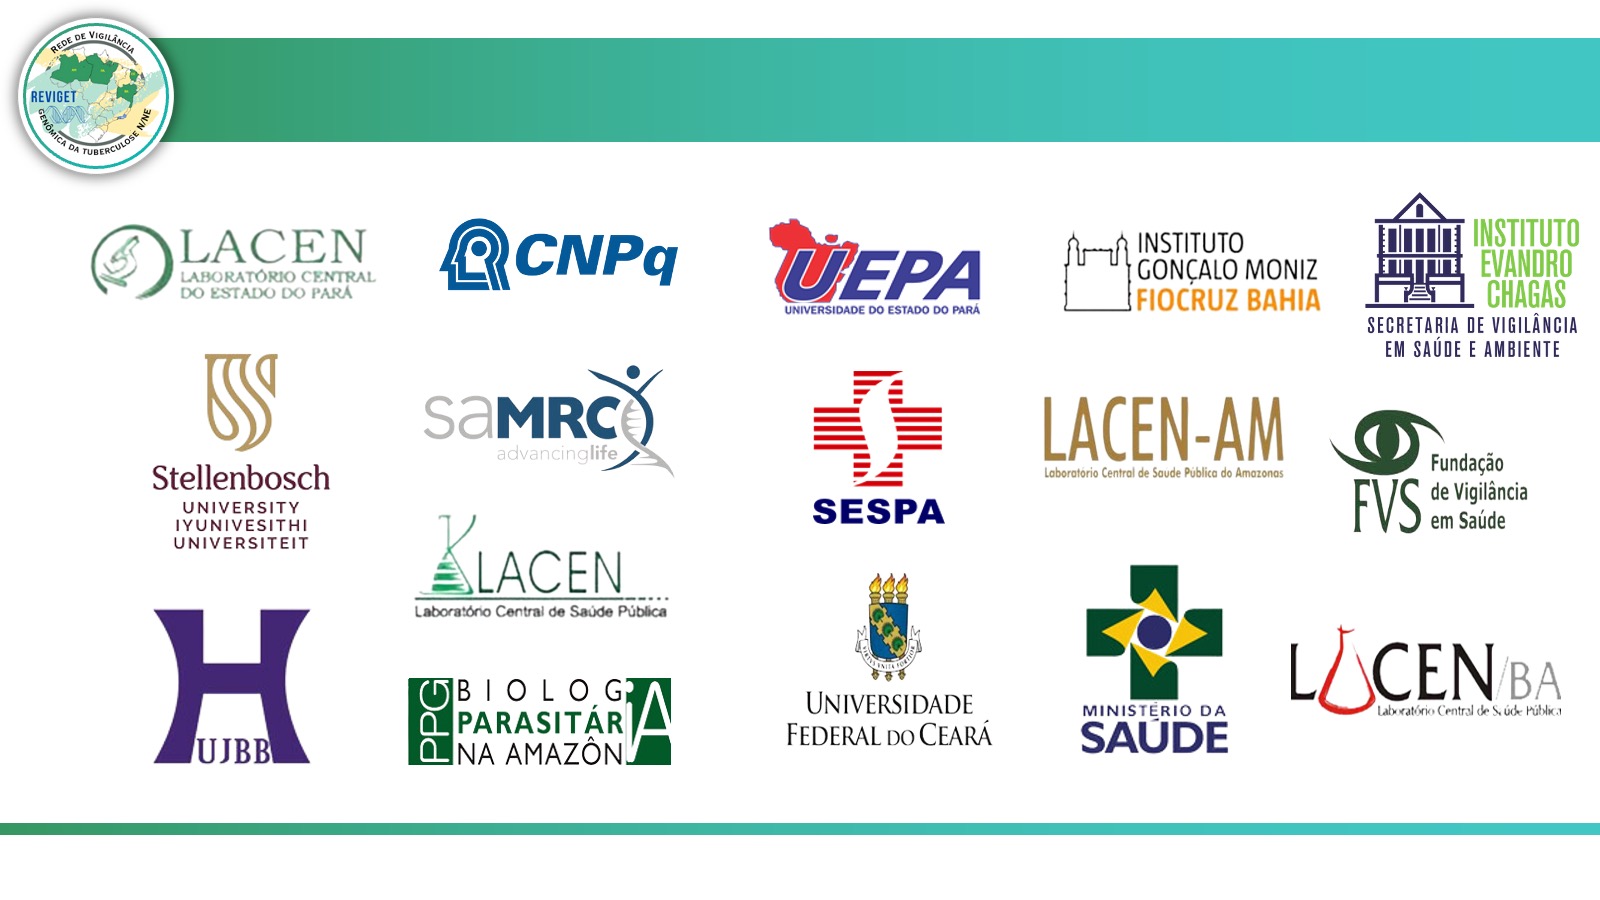 REDE DE VIGILÂNCIA
REVIGET
GENÔMICA DA TUBERCULOSE N/NE
LACEN
LABORATÓRIO CENTRAL
DO ESTADO DO PARÁ
CNPq
UEPA
UNIVERSIDADE DO ESTADO DO PARÁ
INSTITUTO
GONÇALO MONIZ
FIOCRUZ BAHIA
INSTITUTO
EVANDRO
CHAGAS
SECRETARIA DE VIGILÂNCIA
EM SAÚDE E AMBIENTE
Stellenbosch
UNIVERSITY
IYUNIVESITHI
UNIVERSITEIT
saMRC
advancinglife
SESPA
LACEN-AM
Laboratório Central de Saude Pública do Amazonas
FVS
Fundação
de Vigilância
em Saúde
LACEN
Laboratório Central de Saúde Pública
HUJBB
PPG
BIOLOGiA
PARASITÁRiA
NA AMAZÔNiA
VIRTUS UNITA FORTIOR
UNIVERSIDADE
FEDERAL DO CEARÁ
MINISTÉRIO DA
SAÚDE
LACEN/BA
Laboratório Central de Saúde Pública